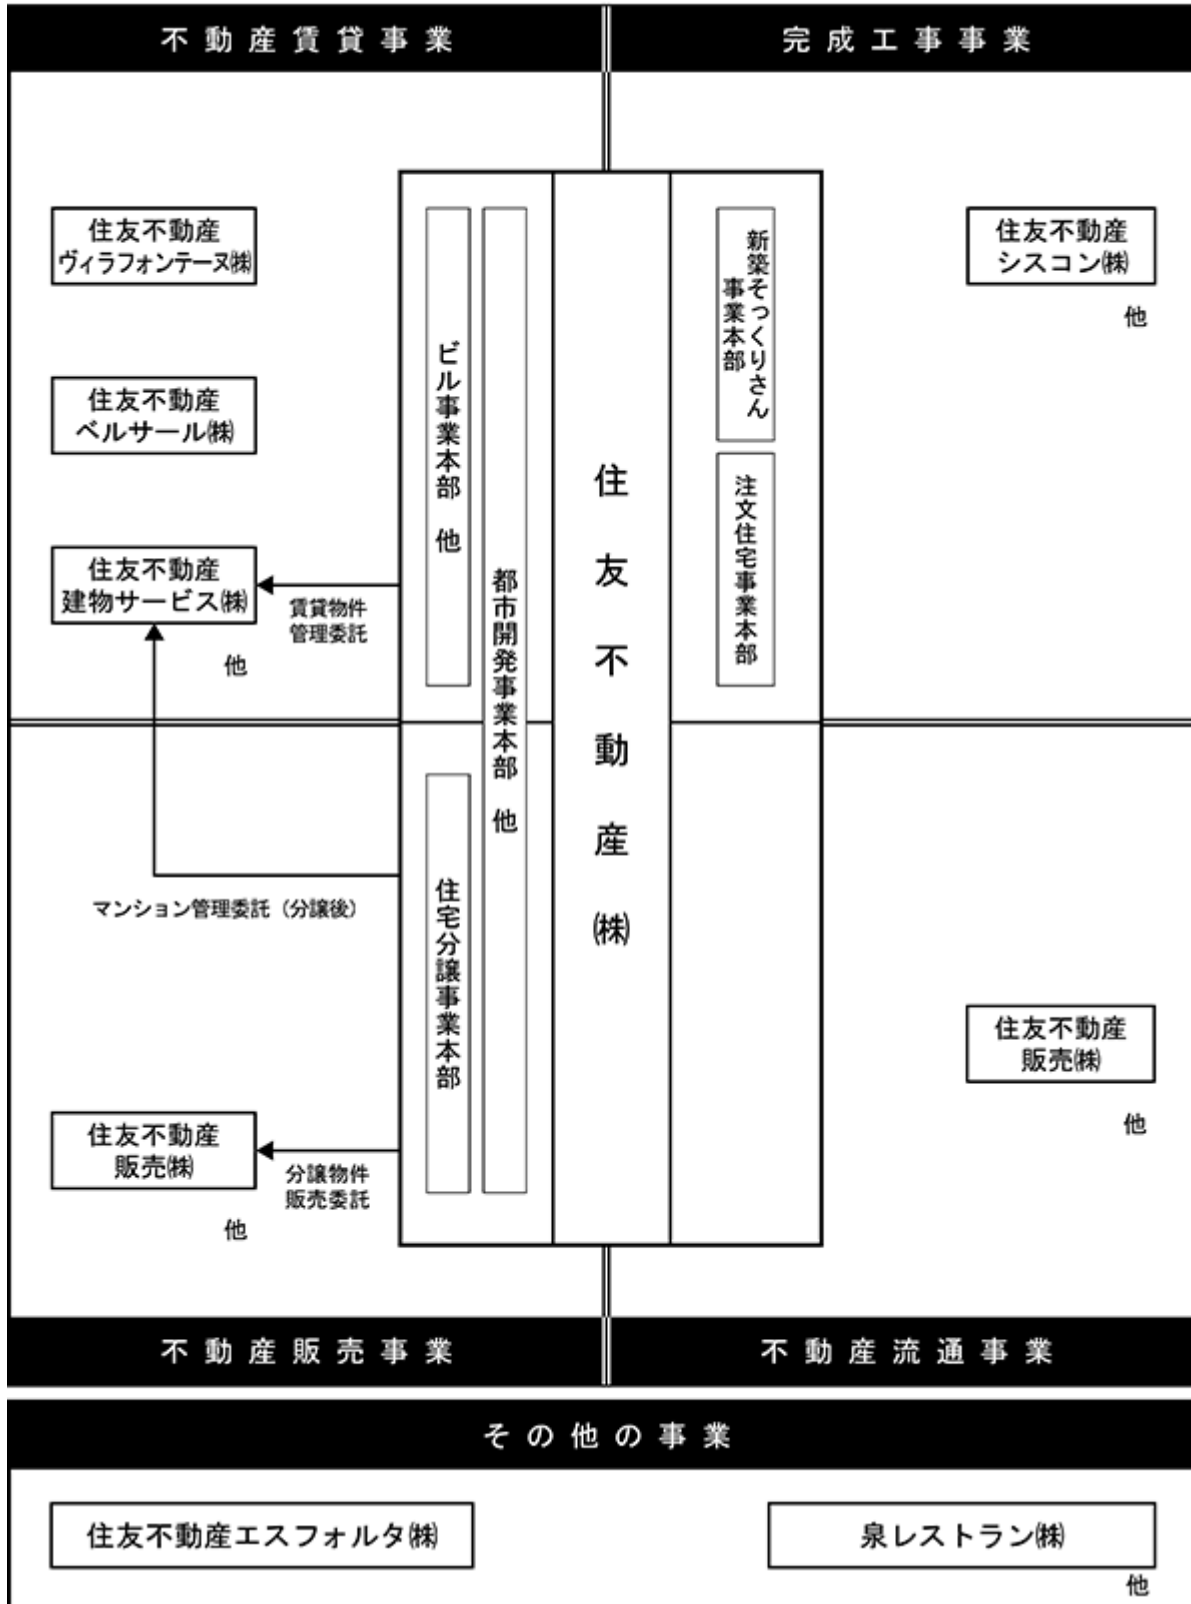 不動産賃貸事業
完成工事事業
住友不動産
ヴィラフォンテーヌ㈱
住友不動産
ベルサール㈱
住友不動産
建物サービス㈱
他
賃貸物件
管理委託
ビル事業本部　他
都市開発事業本部　他
住宅分譲事業本部
住友不動産㈱
新築そっくりさん
事業本部
注文住宅事業本部
住友不動産
シスコン㈱
他
マンション管理委託（分譲後）
住友不動産
販売㈱
他
分譲物件
販売委託
住友不動産
販売㈱
他
不動産販売事業
不動産流通事業
その他の事業
住友不動産エスフォルタ㈱
泉レストラン㈱
他